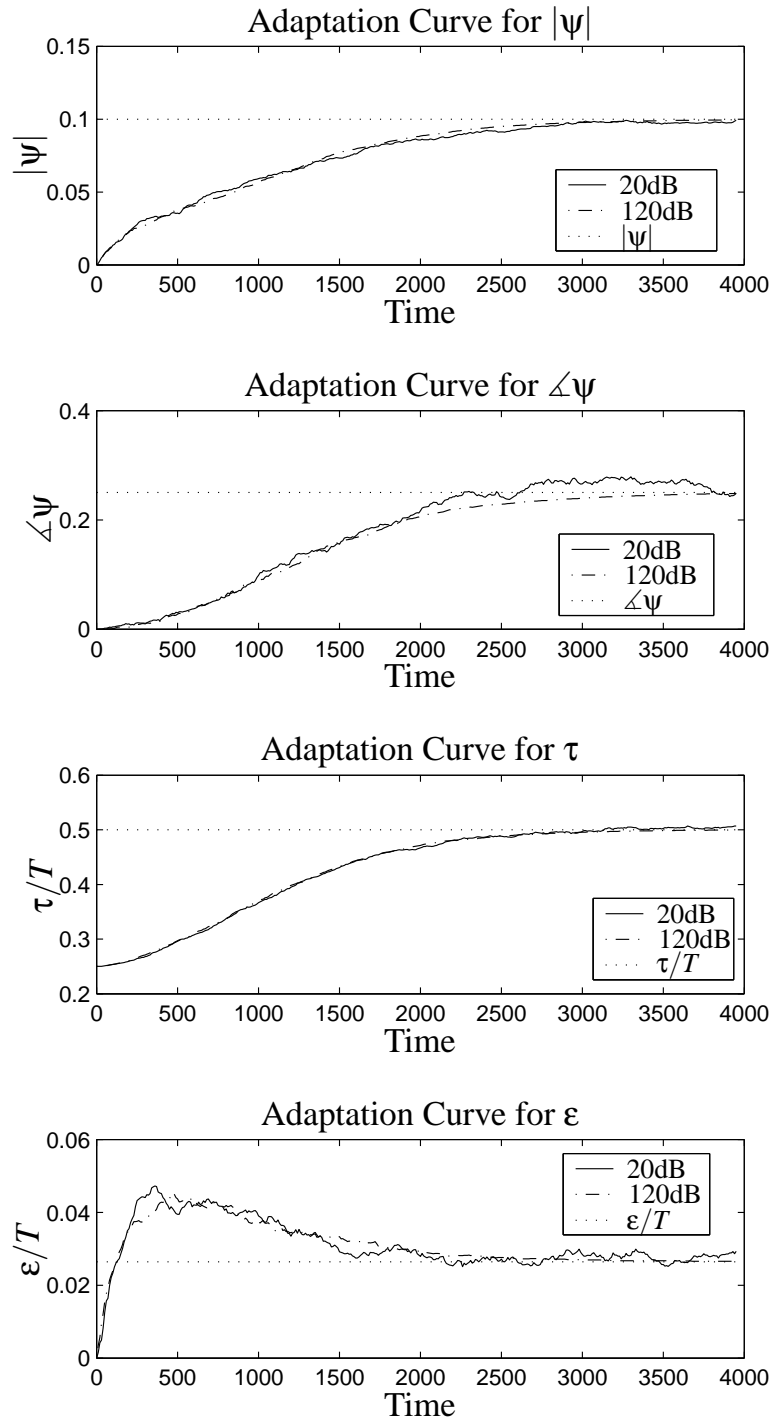 Adaptation Curve for |ψ|
0.15
0.1
0.05
0
|ψ|
20dB
120dB
|ψ|
0 500 1000 1500 2000 2500 3000 3500 4000
Time
Adaptation Curve for ∡ψ
0.4
0.2
0
∡ψ
20dB
120dB
∡ψ
0 500 1000 1500 2000 2500 3000 3500 4000
Time
Adaptation Curve for τ
0.6
0.5
0.4
0.3
0.2
τ/T
20dB
120dB
τ/T
0 500 1000 1500 2000 2500 3000 3500 4000
Time
Adaptation Curve for ε
0.06
0.04
0.02
0
ε/T
20dB
120dB
ε/T
0 500 1000 1500 2000 2500 3000 3500 4000
Time